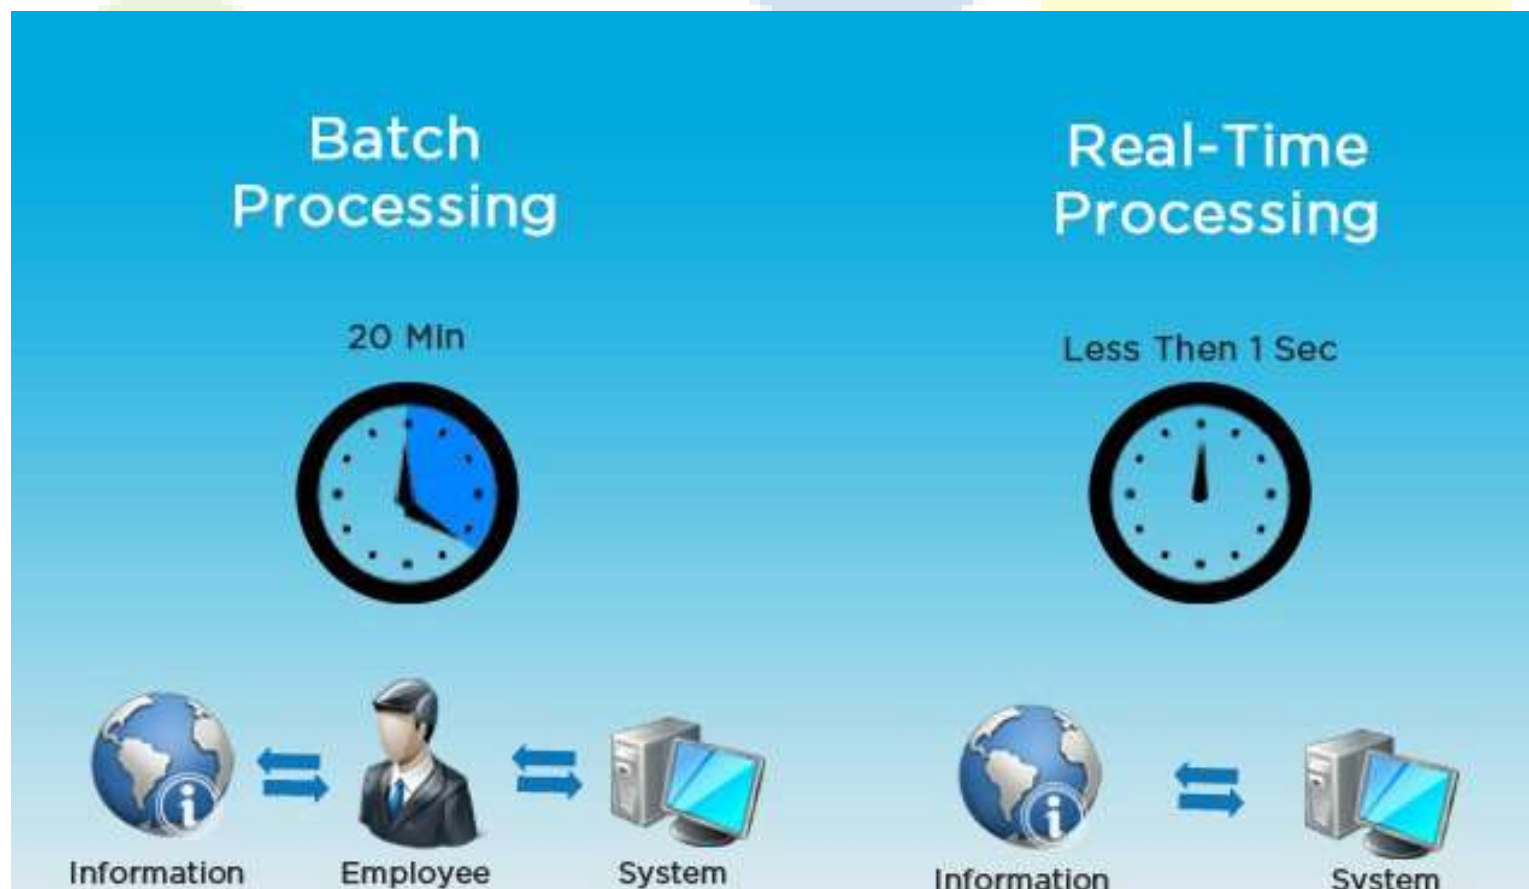 Batch
Processing
20 Min
Information
Employee
System
Real-Time
Processing
Less Then 1 Sec
Information
System